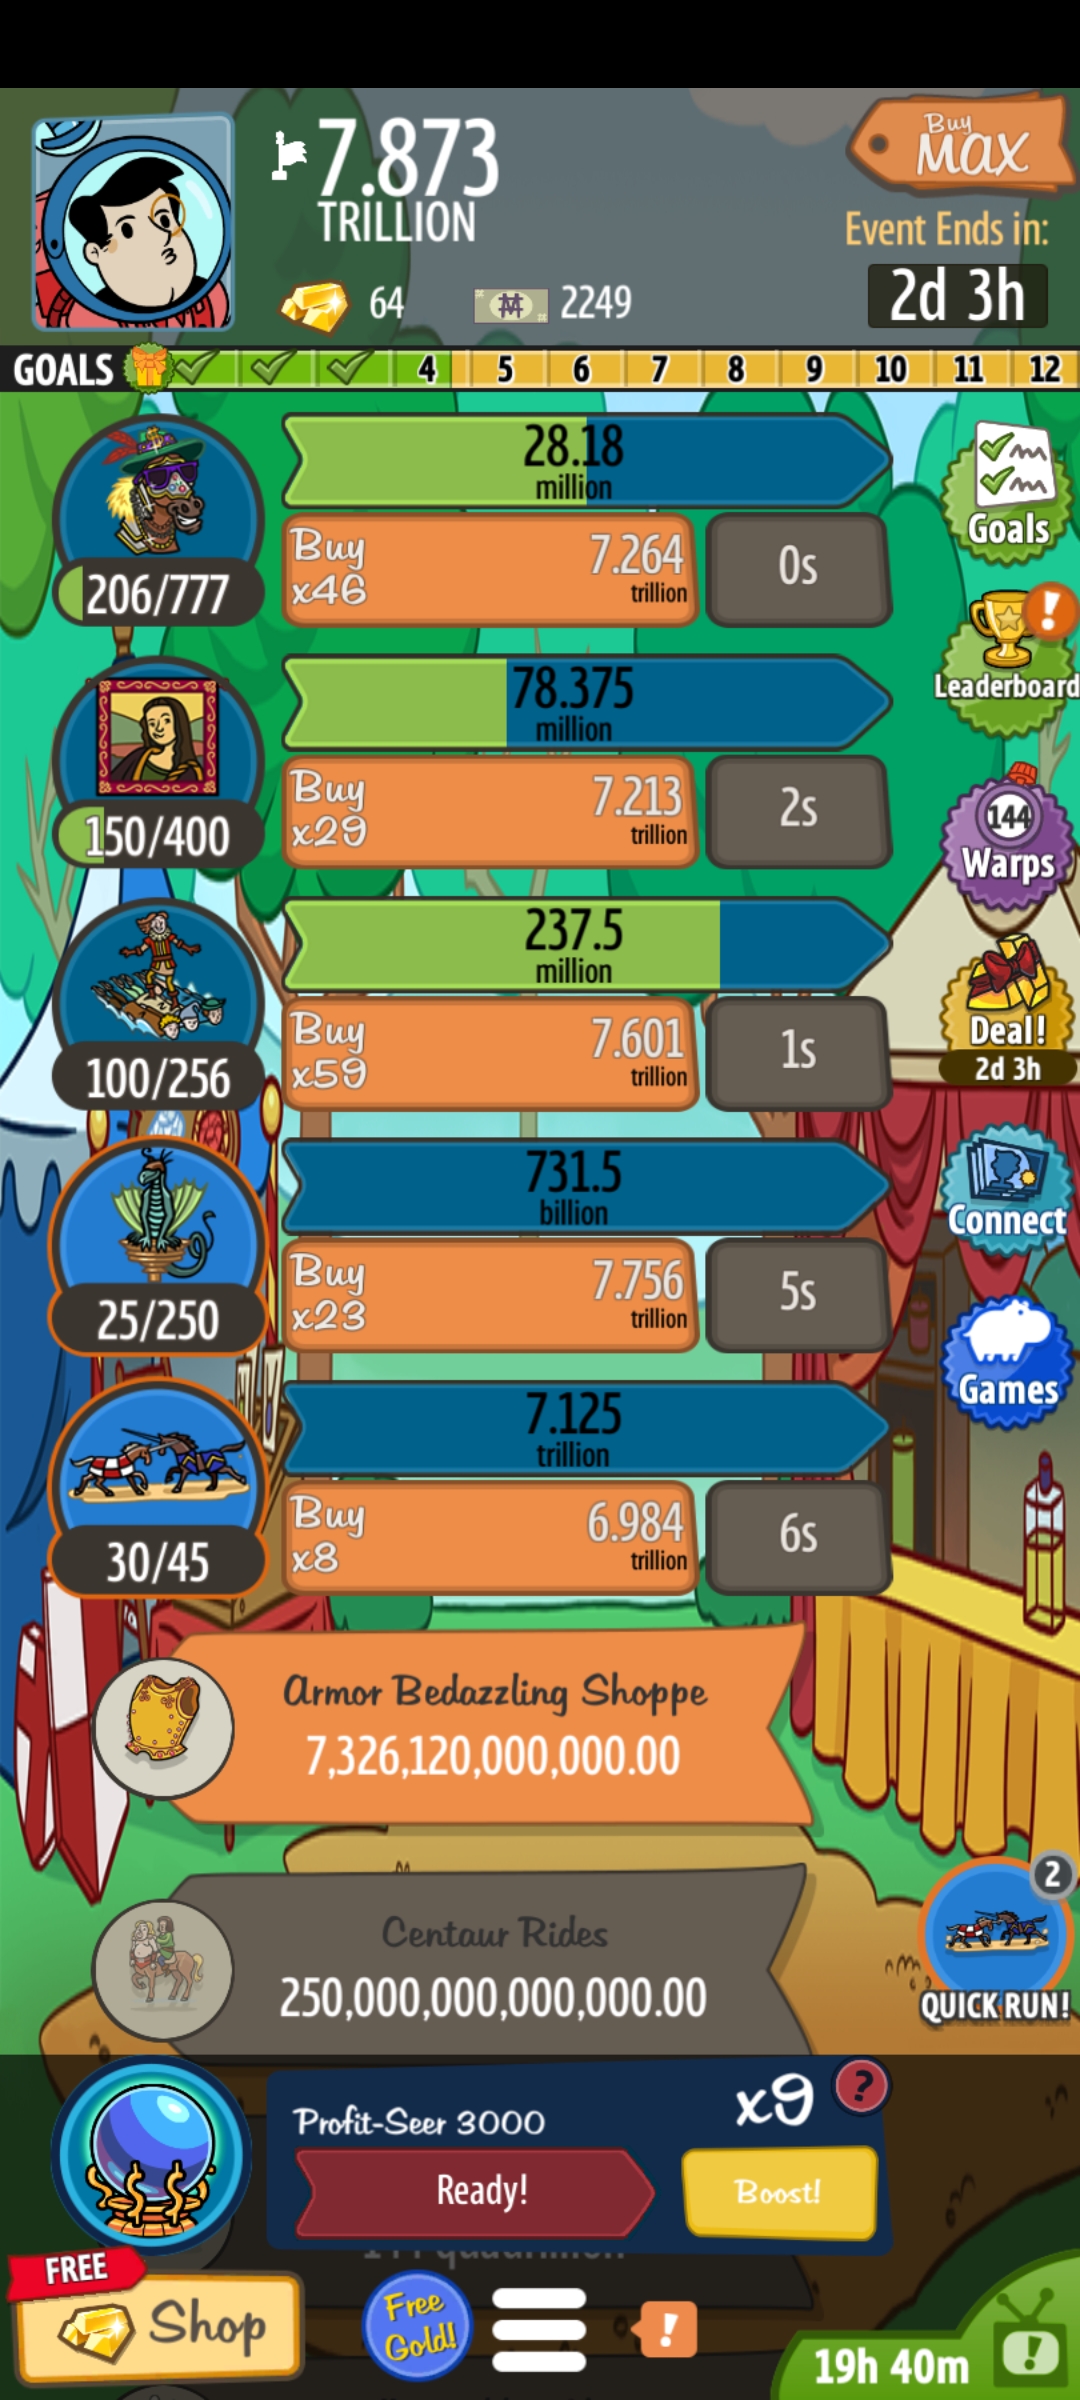 7.873
TRILLION
Buy
MAX
Event Ends in:
2d 3h
64
2249
GOALS 4 5 6 7 8 9 10 11 12
28.18
million
Buy
x46
7.264
trillion
0s
206/777
Goals
78.375
million
Leaderboard
Buy
x29
7.213
trillion
2s
150/400
144
Warps
237.5
million
Buy
x59
7.601
trillion
1s
100/256
Deal!
2d 3h
731.5
billion
Buy
x23
7.756
trillion
5s
25/250
Connect
7.125
trillion
Games
Buy
x8
6.984
trillion
6s
30/45
Armor Bedazzling Shoppe
7,326,120,000,000.00
Centaur Rides
250,000,000,000,000.00
2
QUICK RUN!
Profit-Seer 3000
x9
?
Ready!
Boost!
FREE
Shop
Free
Gold!
!
19h 40m